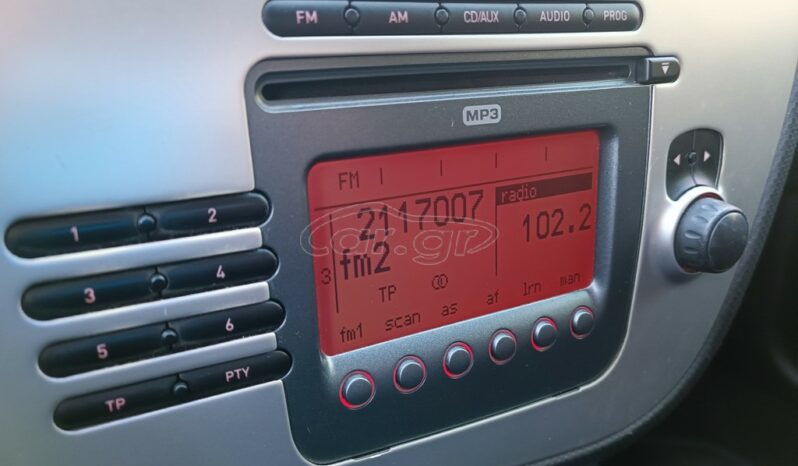 FM AM CD/AUX AUDIO PROG
MP3
FM
radio
2117007
102.2
fm2
3
TP
fm1 scan as af lrn man
car.gr
1 2
3 4
5 6
TP PTY